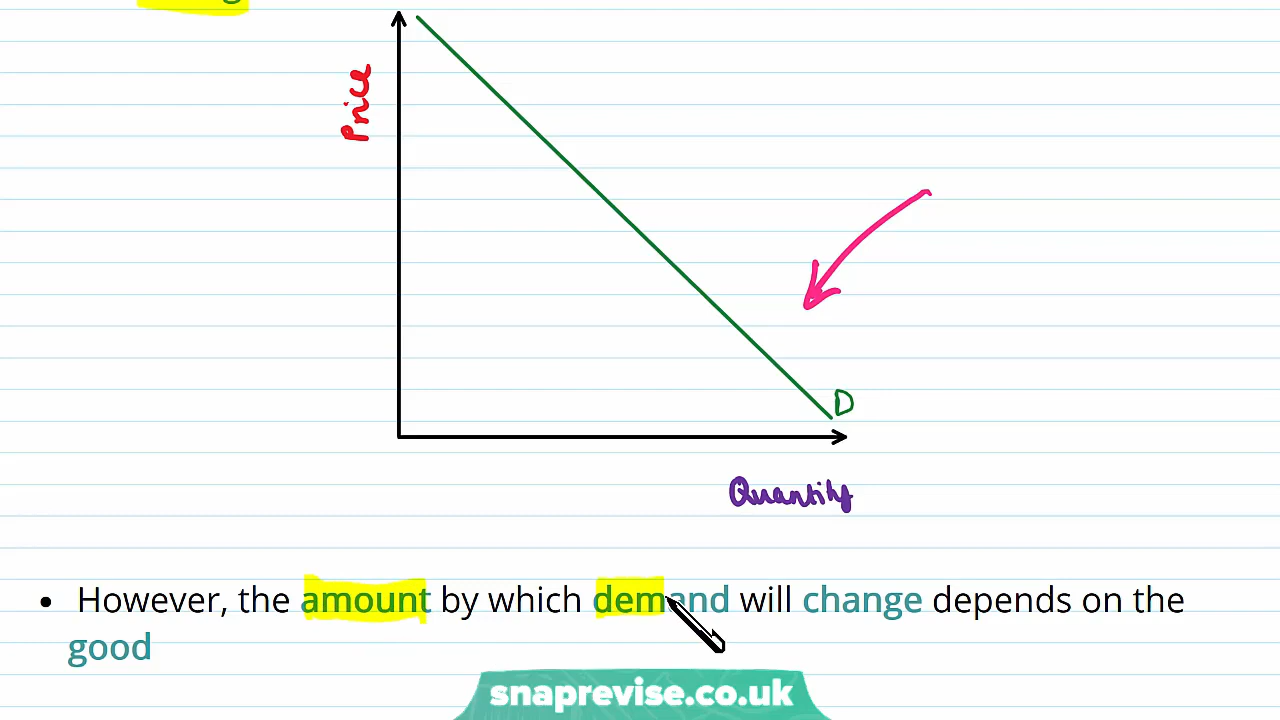 Price
D
Quantity
However, the amount by which demand will change depends on the
good
snaprevise.co.uk